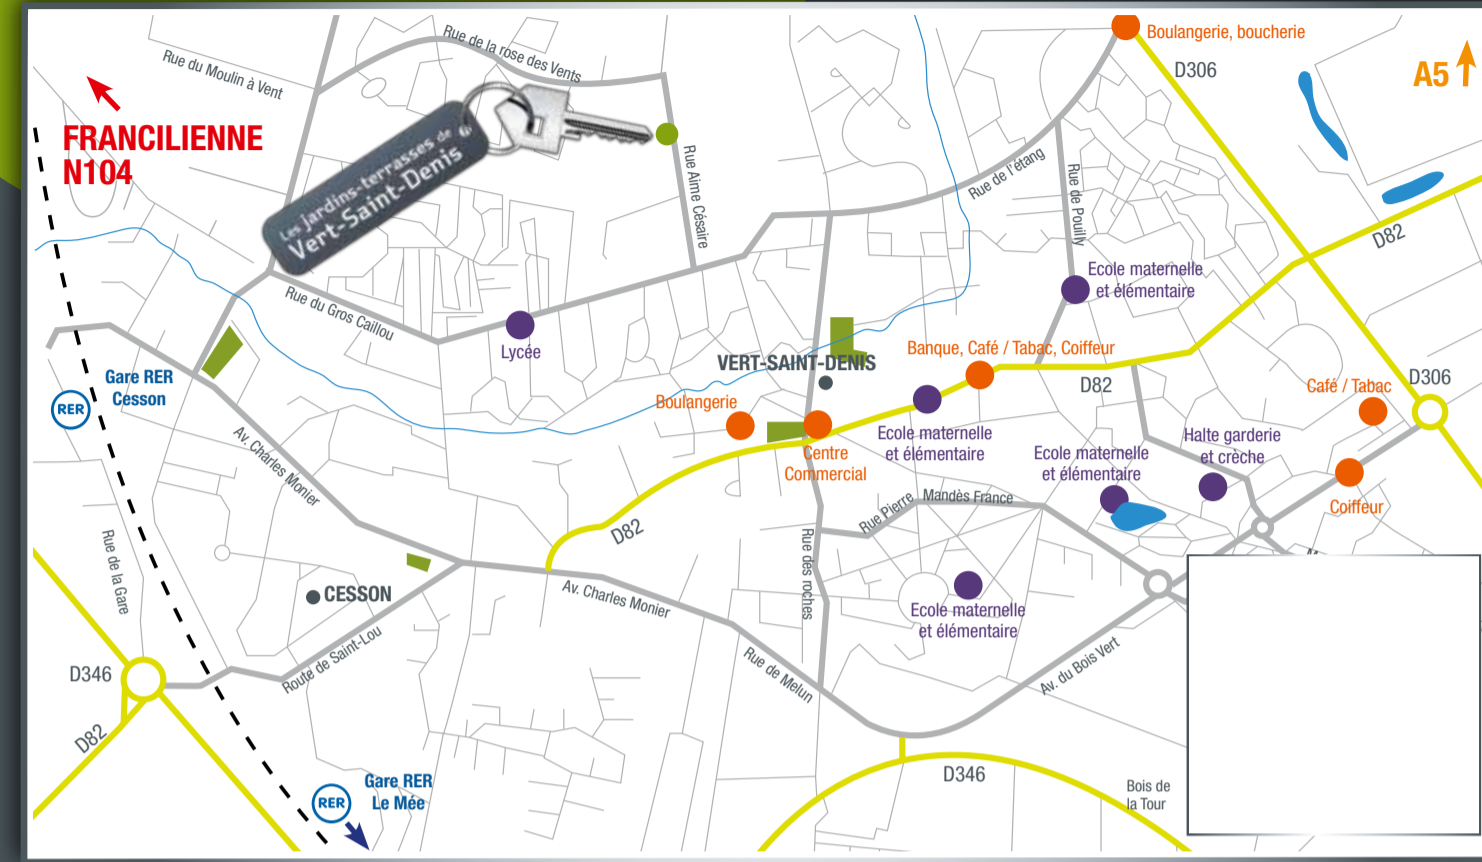 Boulangerie, boucherie
Rue de la rose des Vents
Rue du Moulin à Vent
D306
A5
FRANCILIENNE
N104
Les jardins-terrasses de
Vert-Saint-Denis
Rue Aime Césaire
Rue de l'étang
Rue de Pouilly
D82
Ecole maternelle
et élémentaire
Rue du Gros Caillou
Lycée
VERT-SAINT-DENIS
Banque, Café / Tabac, Coiffeur
D82
Café / Tabac
D306
Gare RER
Cesson
RER
Boulangerie
Centre
Commercial
Ecole maternelle
et élémentaire
Ecole maternelle
et élémentaire
Halte garderie
et crèche
Coiffeur
Av. Charles Monier
Rue Pierre Mandès France
D82
Rue des roches
Rue de la Gare
CESSON
Av. Charles Monier
Ecole maternelle
et élémentaire
Route de Saint-Lou
Rue de Melun
Av. du Bois Vert
D346
D82
Gare RER
Le Mée
RER
D346
Bois de
la Tour